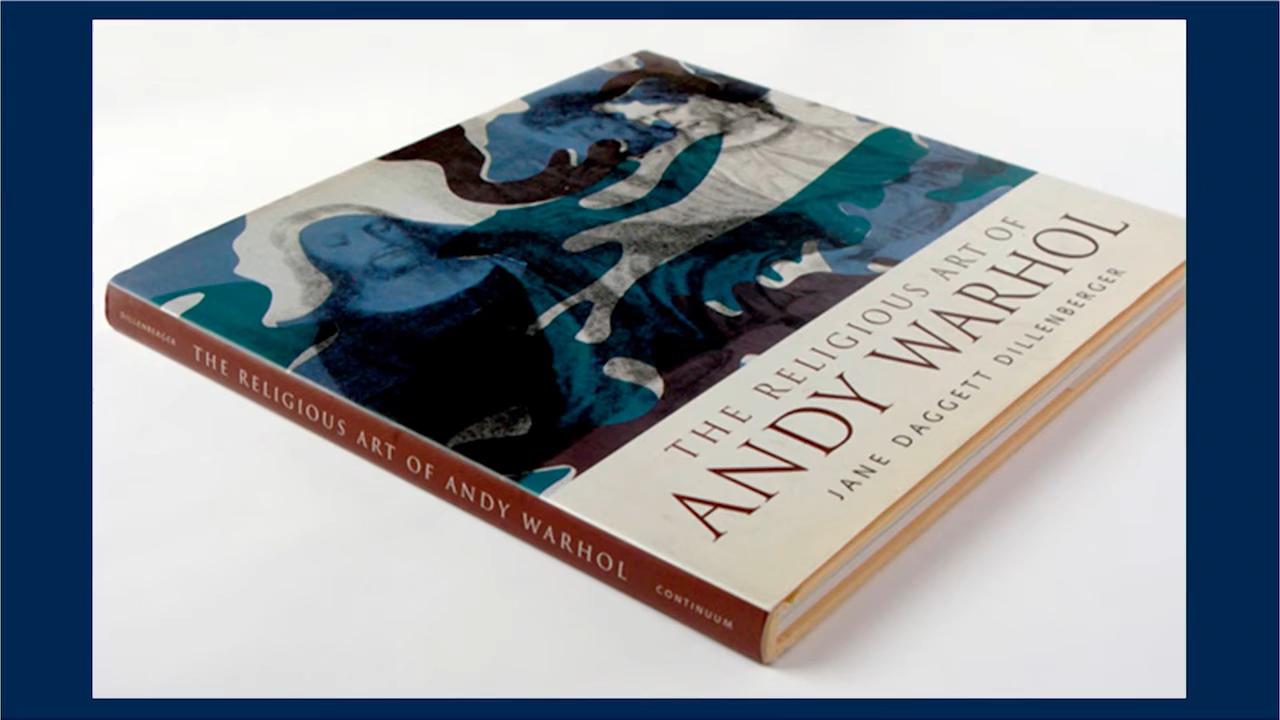 THE RELIGIOUS ART OF
ANDY WARHOL
JANE DAGGETT DILLENBERGER
DILLENBERGER THE RELIGIOUS ART OF ANDY WARHOL CONTINUUM